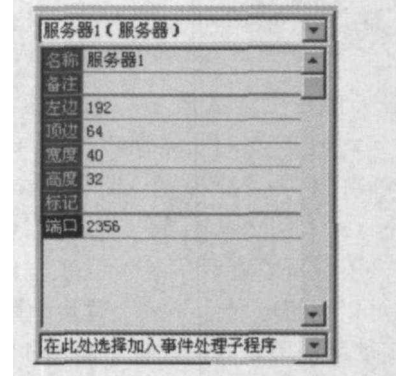 服务器1(服务器)
名称 服务器1
备注
左边 192
顶边 64
宽度 40
高度 32
标记
端口 2356
在此处选择加入事件处理子程序